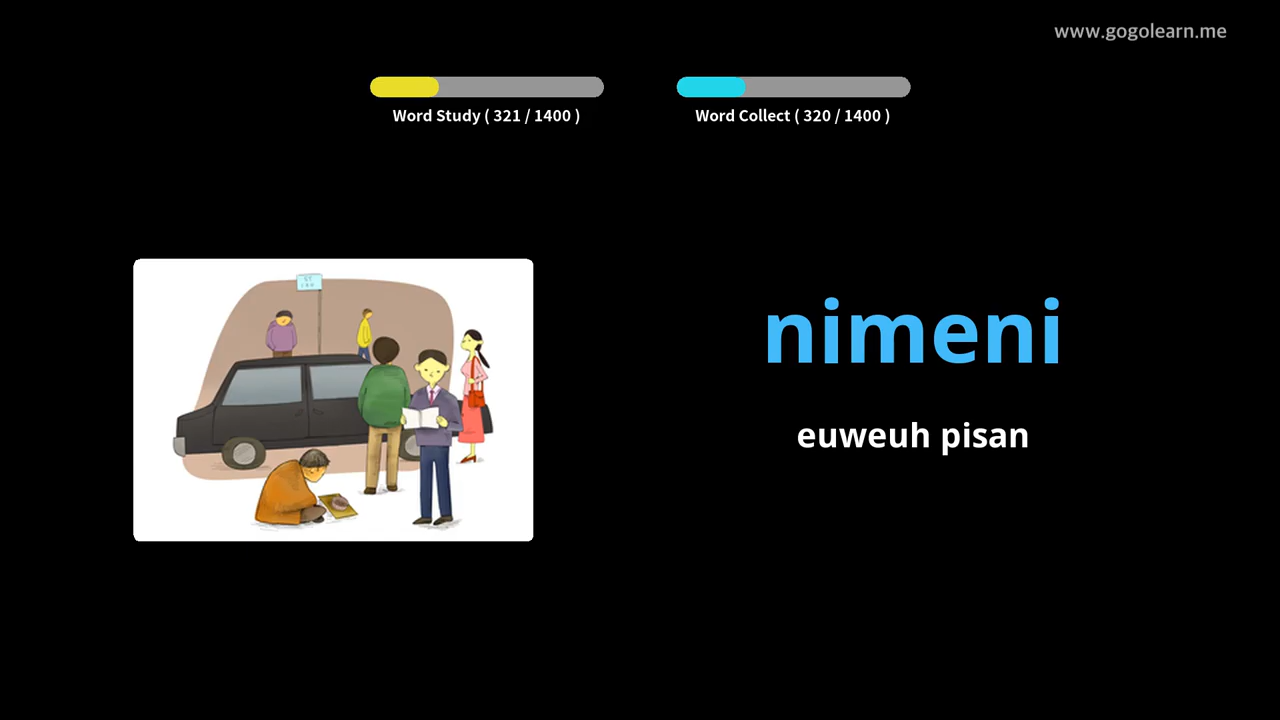 www.gogolearn.me
Word Study ( 321 / 1400 )
Word Collect ( 320 / 1400 )
nimeni
euweuh pisan